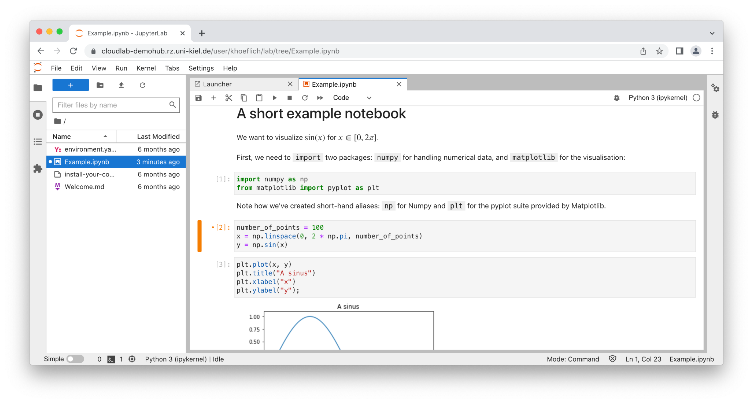 Example.ipynb - JupyterLab
cloudlab-demohub.rz.uni-kiel.de/user/khoeflich/lab/tree/Example.ipynb
File Edit View Run Kernel Tabs Settings Help
Launcher
Example.ipynb
Code
Python 3 (ipykernel)
Filter files by name
/
Name Last Modified
environment.ya... 6 months ago
Example.ipynb 3 minutes ago
install-your-co... 6 months ago
Welcome.md 6 months ago
A short example notebook
We want to visualize sin(x) for x ∈ [0, 2π].
First, we need to import two packages: numpy for handling numerical data, and matplotlib for the visualisation:
import numpy as np
from matplotlib import pyplot as plt
Note how we've created short-hand aliases: np for Numpy and plt for the pyplot suite provided by Matplotlib.
[2]: number_of_points = 100
x = np.linspace(0, 2 * np.pi, number_of_points)
y = np.sin(x)
[3]: plt.plot(x, y)
plt.title("A sinus")
plt.xlabel("x")
plt.ylabel("y");
A sinus
1.00
0.75
0.50
Simple 0 1 Python 3 (ipykernel) | Idle Mode: Command Ln 1, Col 23 Example.ipynb